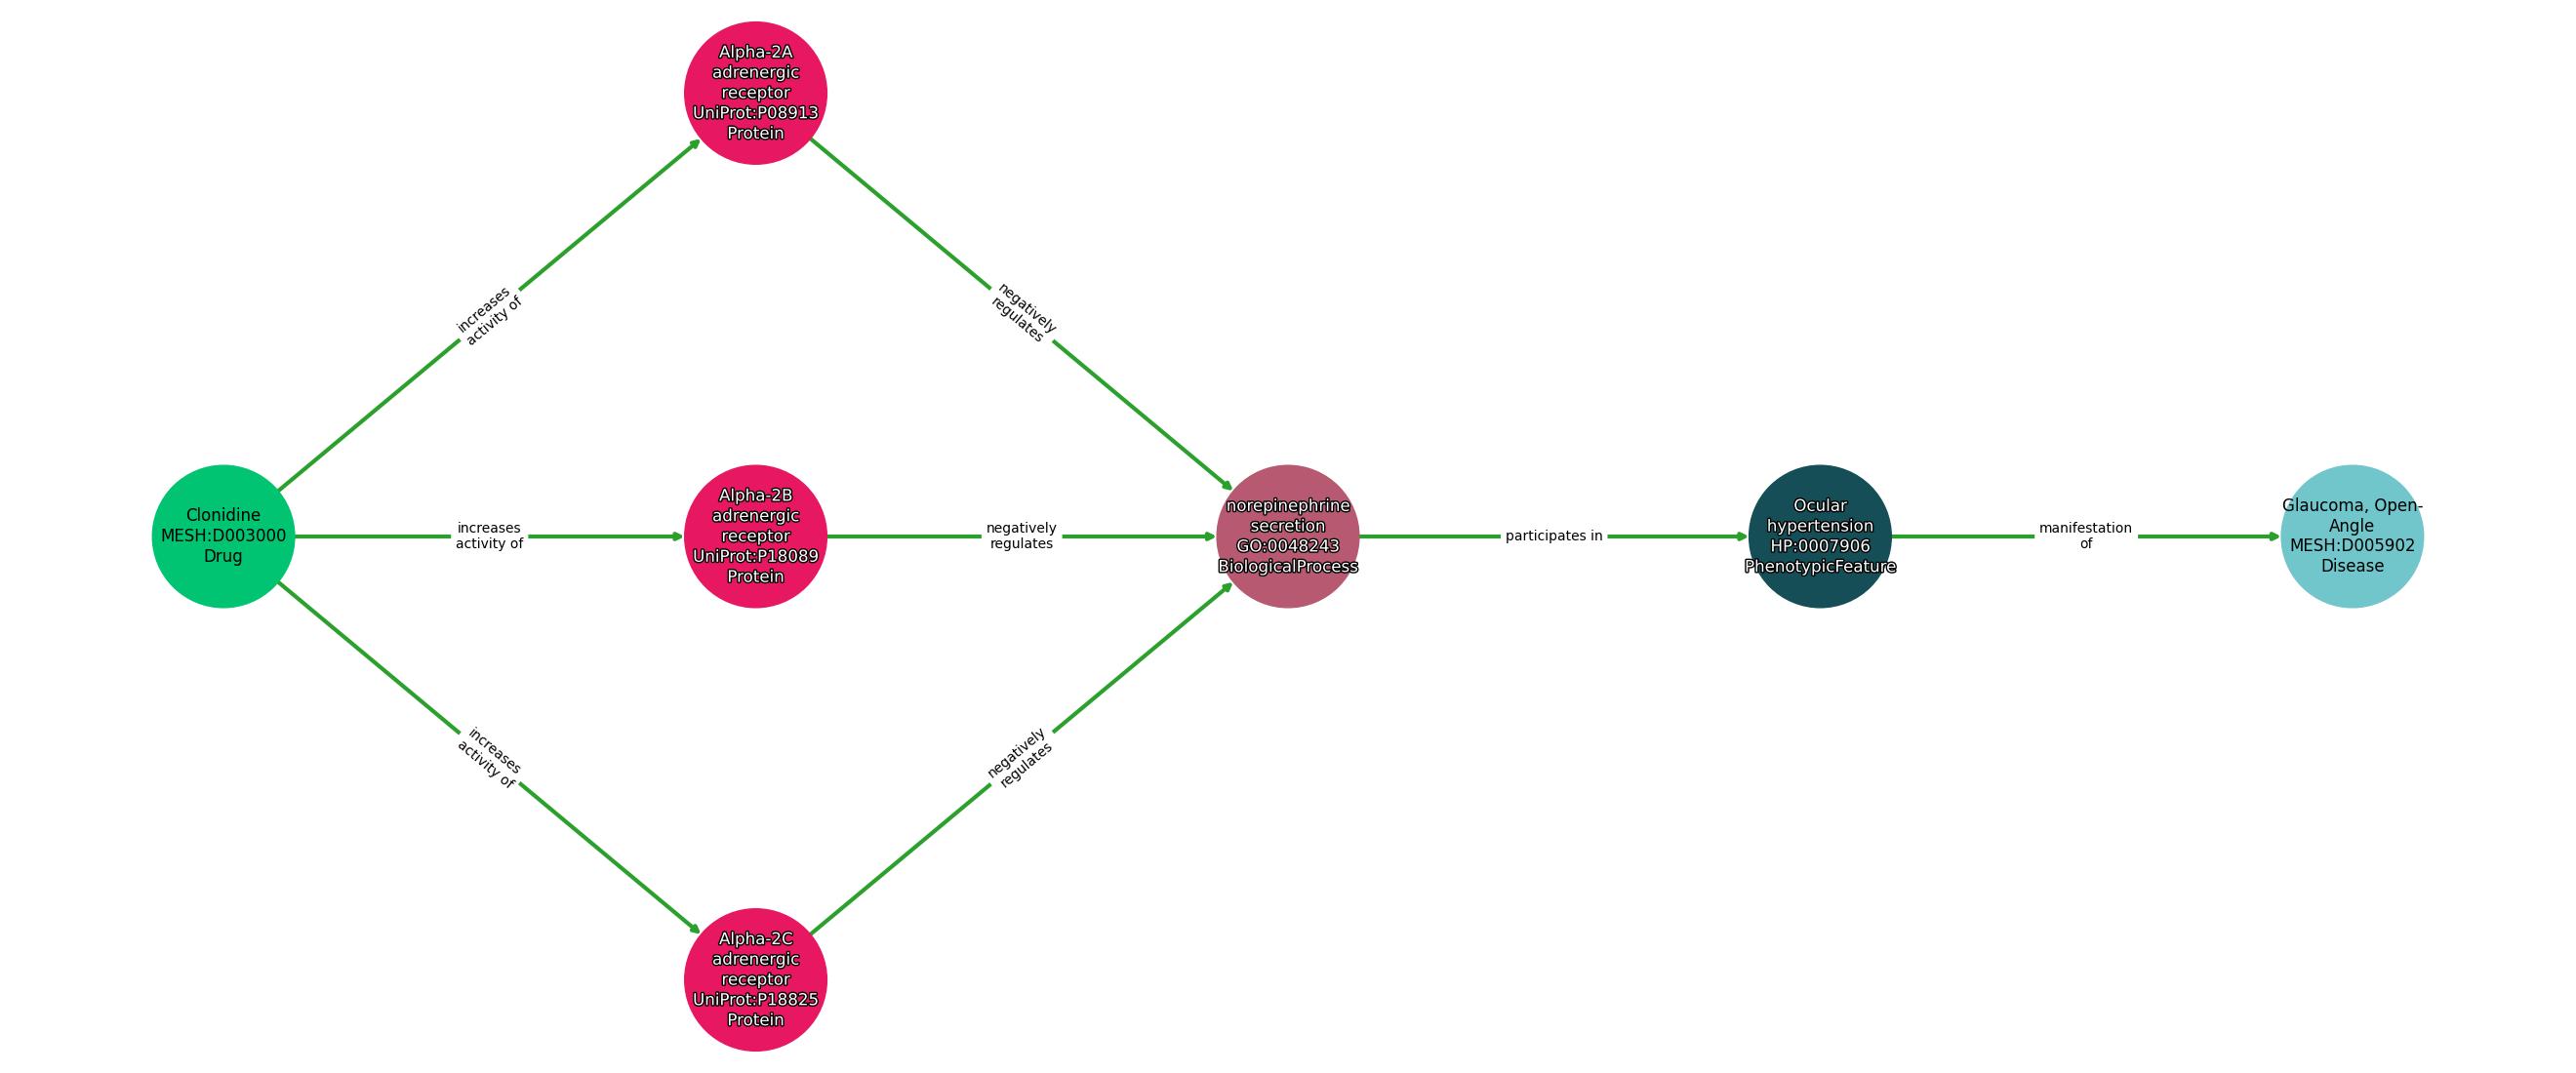 Alpha-2A
adrenergic
receptor
UniProt:P08913
Protein
increases
activity of
negatively
regulates
Clonidine
MESH:D003000
Drug
increases
activity of
Alpha-2B
adrenergic
receptor
UniProt:P18089
Protein
negatively
regulates
norepinephrine
secretion
GO:0048243
BiologicalProcess
participates in
Ocular
hypertension
HP:0007906
PhenotypicFeature
manifestation
of
Glaucoma, Open-
Angle
MESH:D005902
Disease
increases
activity of
negatively
regulates
Alpha-2C
adrenergic
receptor
UniProt:P18825
Protein